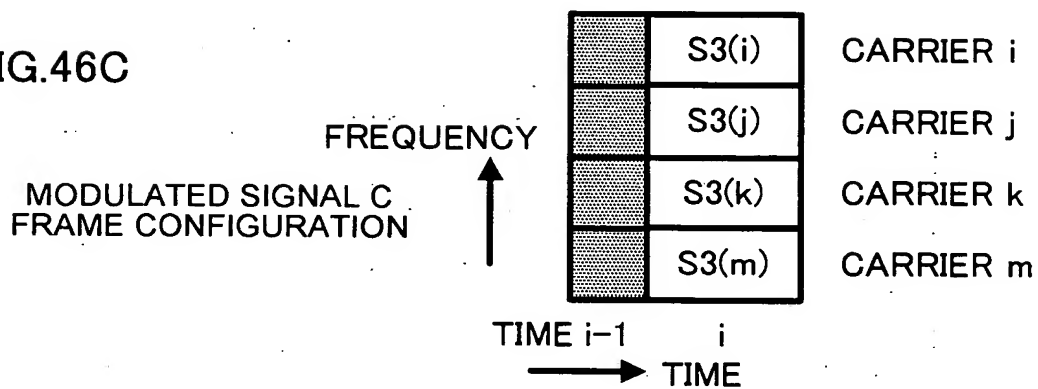 IG.46C
S3(i) CARRIER i
S3(j) CARRIER j
FREQUENCY
S3(k) CARRIER k
MODULATED SIGNAL C
FRAME CONFIGURATION
S3(m) CARRIER m
TIME i-1 i
TIME